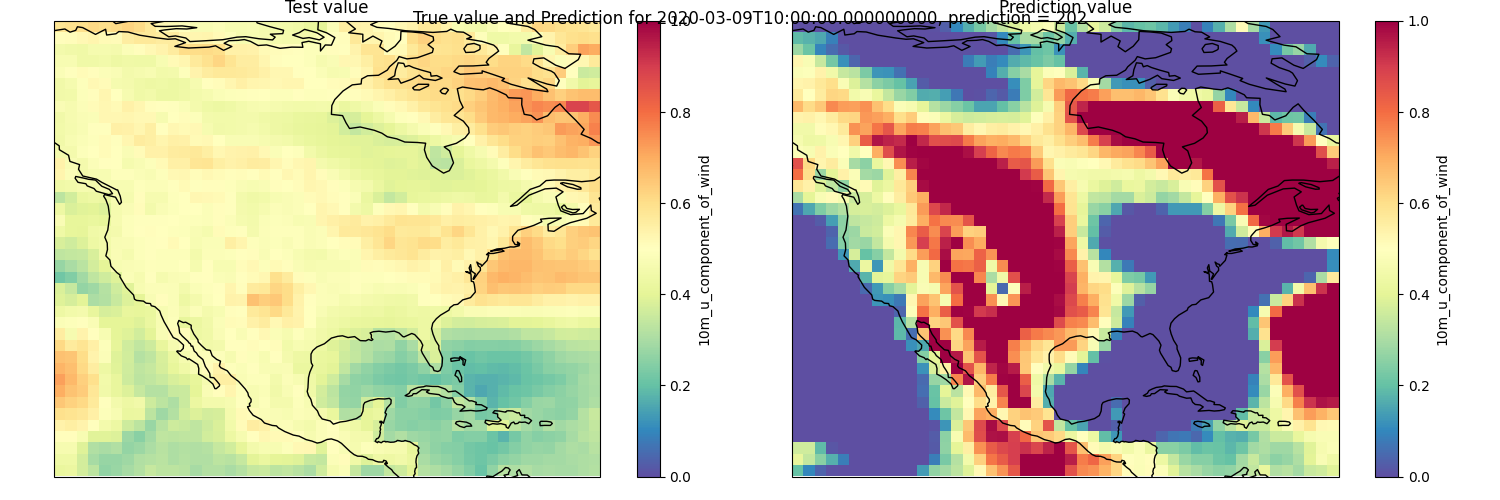 Test value
True value and Prediction for 2020-03-09T10:00:00.000000000, prediction = 202
Prediction value
1.0
0.8
0.6
0.4
0.2
0.0
10m_u_component_of_wind
1.0
0.8
0.6
0.4
0.2
0.0
10m_u_component_of_wind